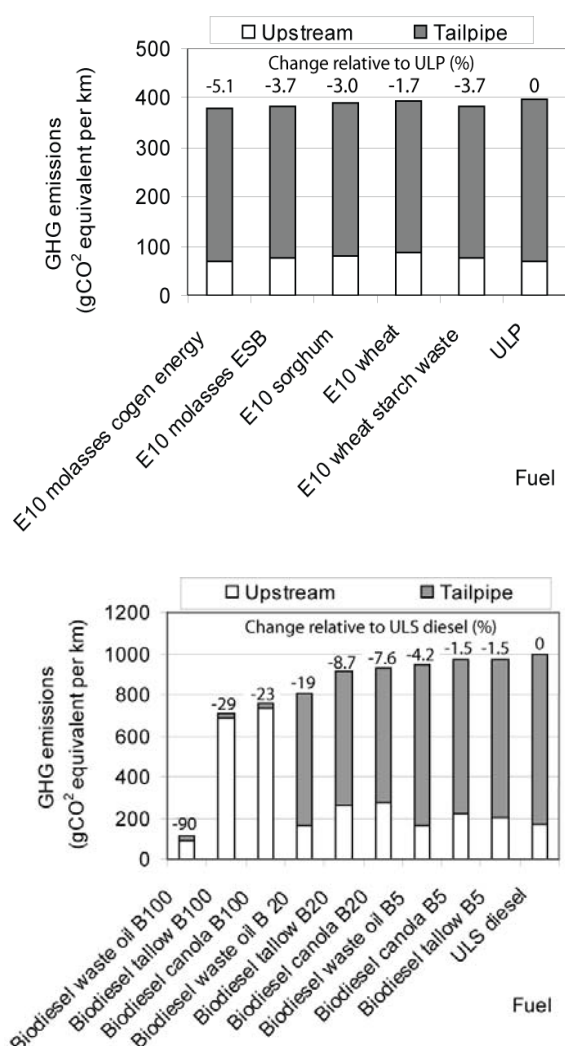 Upstream Tailpipe
500
Change relative to ULP (%)
-5.1 -3.7 -3.0 -1.7 -3.7 0
400
300
200
100
0
GHG emissions
(gCO² equivalent per km)
E10 molasses cogen energy
E10 molasses ESB
E10 sorghum
E10 wheat
E10 wheat starch waste
ULP
Fuel
Upstream Tailpipe
1200
Change relative to ULS diesel (%)
-90 -29 -23 -19 -8.7 -7.6 -4.2 -1.5 -1.5 0
1000
800
600
400
200
0
GHG emissions
(gCO² equivalent per km)
Biodiesel waste oil B100
Biodiesel tallow B100
Biodiesel canola B100
Biodiesel waste oil B 20
Biodiesel tallow B20
Biodiesel canola B20
Biodiesel waste oil B5
Biodiesel canola B5
Biodiesel tallow B5
ULS diesel
Fuel